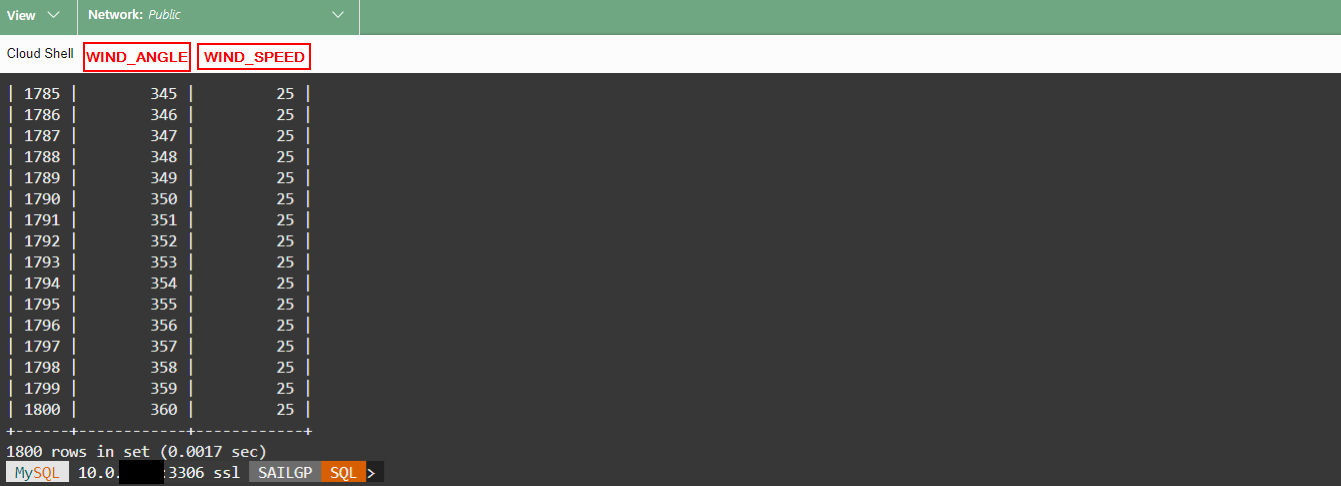 View Network: Public
Cloud Shell WIND_ANGLE WIND_SPEED
| 1785 | 345 | 25 |
| 1786 | 346 | 25 |
| 1787 | 347 | 25 |
| 1788 | 348 | 25 |
| 1789 | 349 | 25 |
| 1790 | 350 | 25 |
| 1791 | 351 | 25 |
| 1792 | 352 | 25 |
| 1793 | 353 | 25 |
| 1794 | 354 | 25 |
| 1795 | 355 | 25 |
| 1796 | 356 | 25 |
| 1797 | 357 | 25 |
| 1798 | 358 | 25 |
| 1799 | 359 | 25 |
| 1800 | 360 | 25 |
+------+------------+------------+
1800 rows in set (0.0017 sec)
MySQL 10.0. :3306 ssl SAILGP SQL >